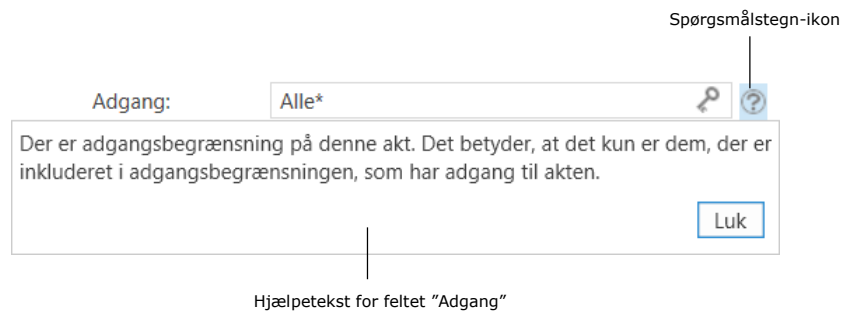 Spørgsmålstegn-ikon
Adgang: Alle*
Der er adgangsbegrænsning på denne akt. Det betyder, at det kun er dem, der er
inkluderet i adgangsbegrænsningen, som har adgang til akten.
Luk
Hjælpetekst for feltet ”Adgang”